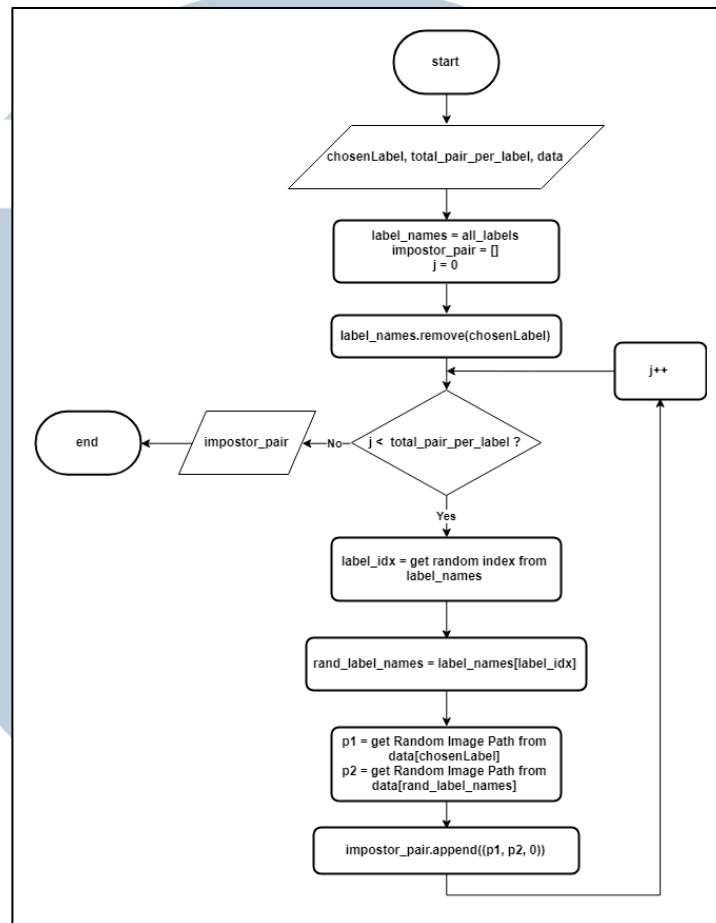 start
chosenLabel, total_pair_per_label, data
label_names = all_labels
impostor_pair = []
j = 0
label_names.remove(chosenLabel)
j++
end
impostor_pair
No
j < total_pair_per_label ?
Yes
label_idx = get random index from
label_names
rand_label_names = label_names[label_idx]
p1 = get Random Image Path from
data[chosenLabel]
p2 = get Random Image Path from
data[rand_label_names]
impostor_pair.append((p1, p2, 0))